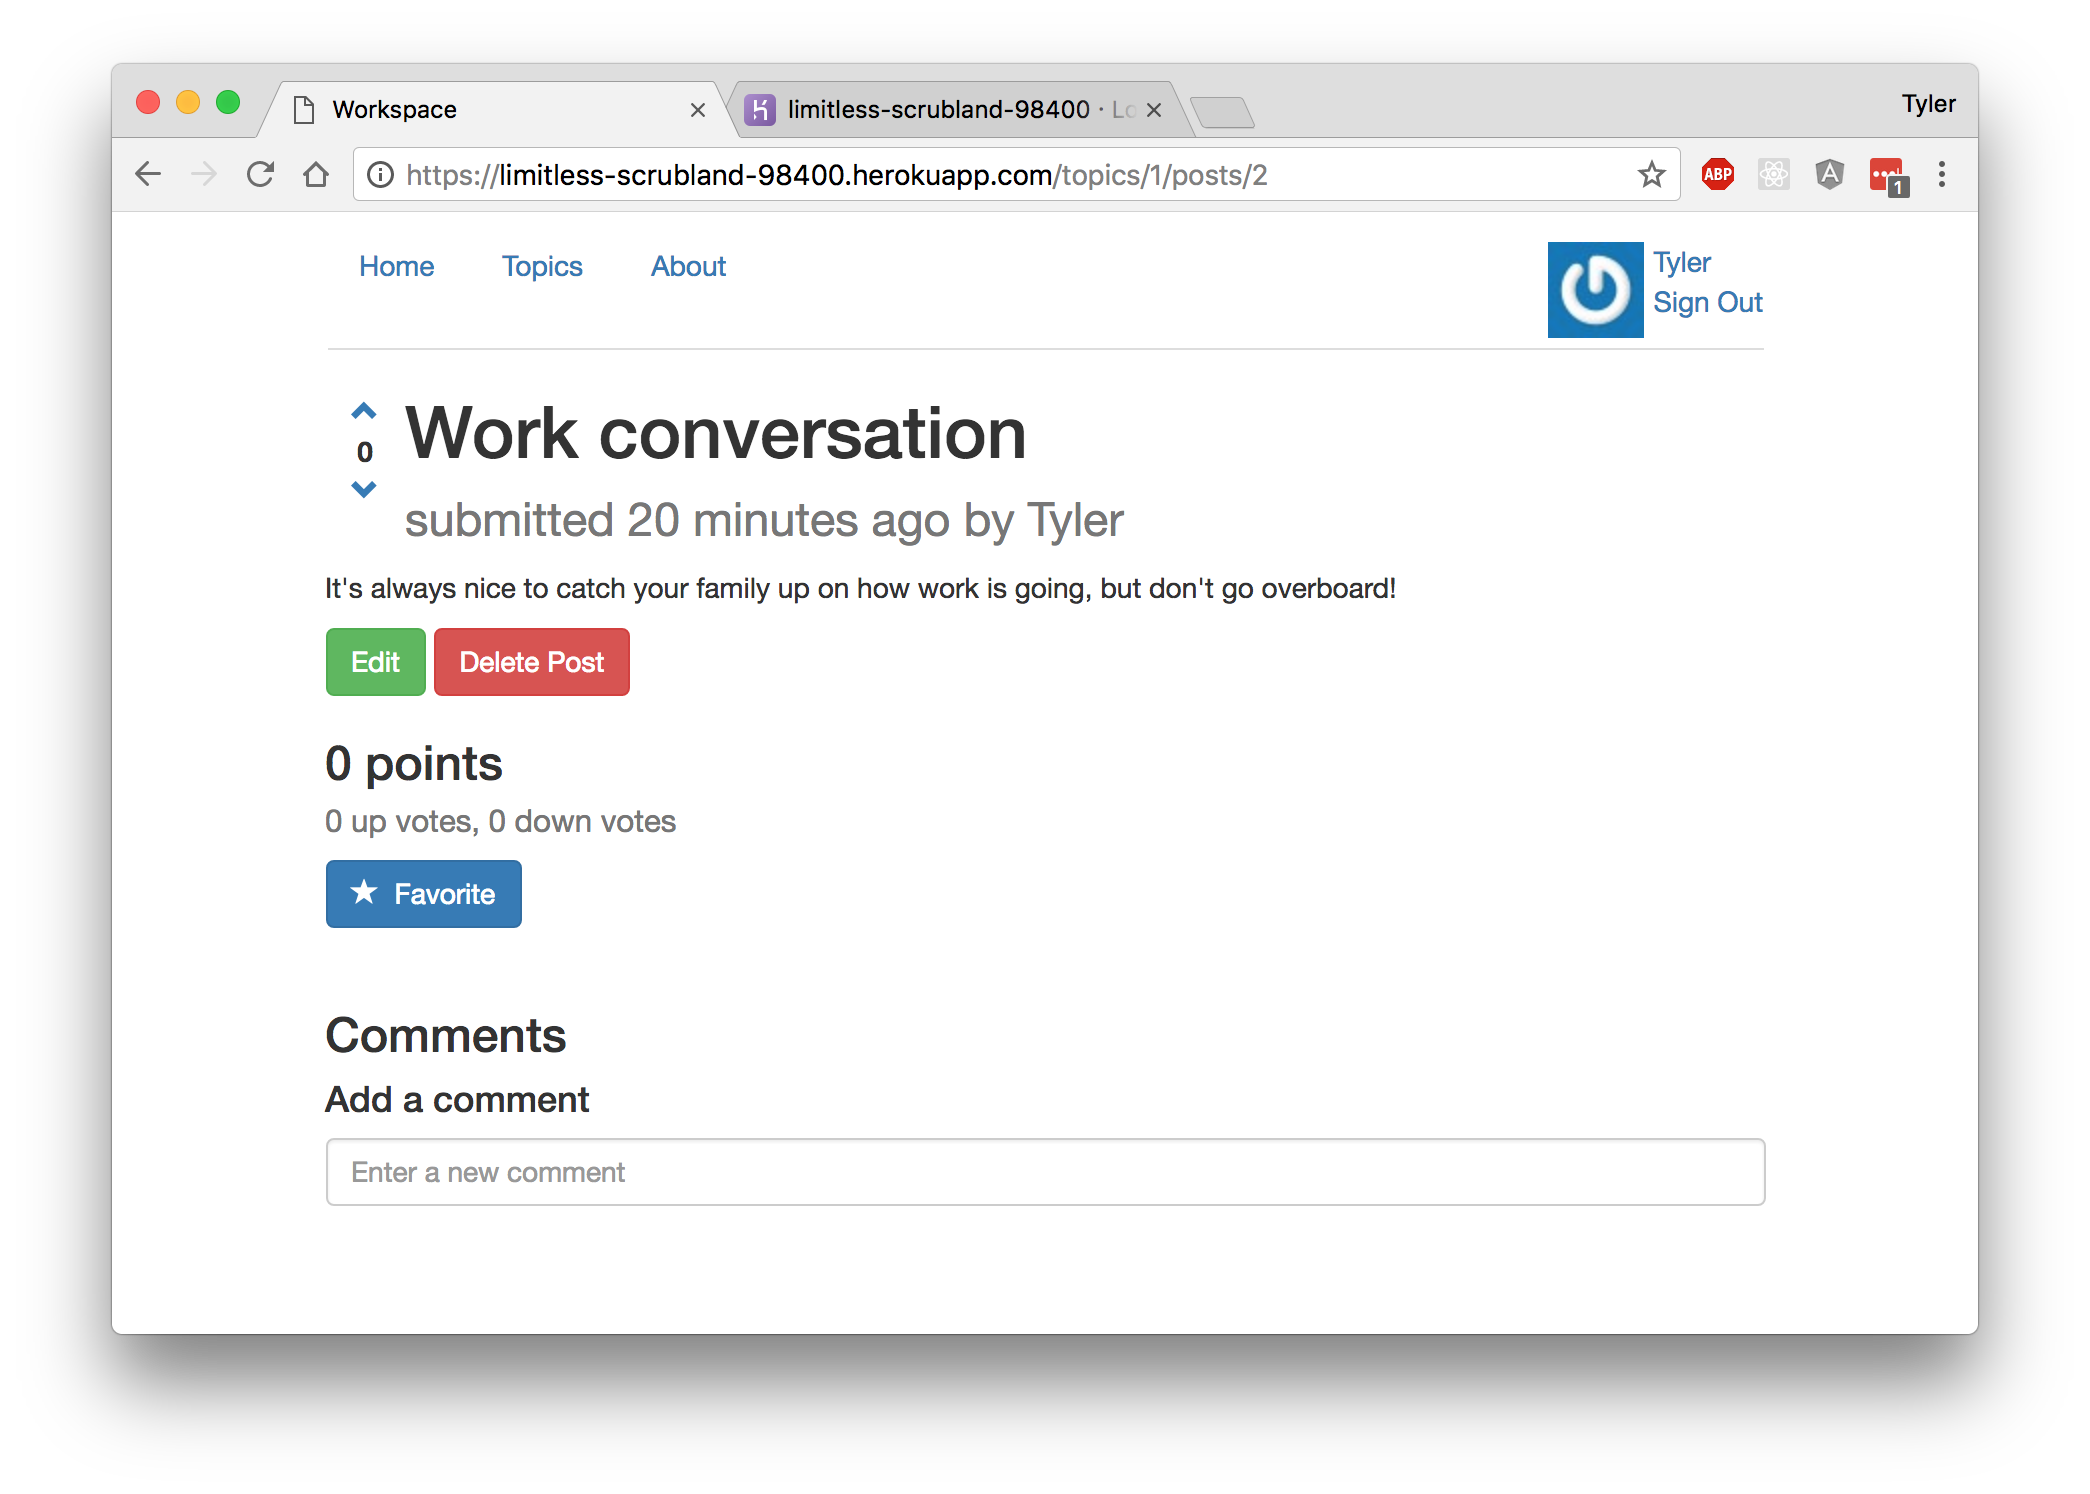 Workspace
limitless-scrubland-98400 · Lo
Tyler
https://limitless-scrubland-98400.herokuapp.com/topics/1/posts/2
ABP
1
Home
Topics
About
Tyler
Sign Out
0
Work conversation
submitted 20 minutes ago by Tyler
It's always nice to catch your family up on how work is going, but don't go overboard!
Edit
Delete Post
0 points
0 up votes, 0 down votes
Favorite
Comments
Add a comment
Enter a new comment